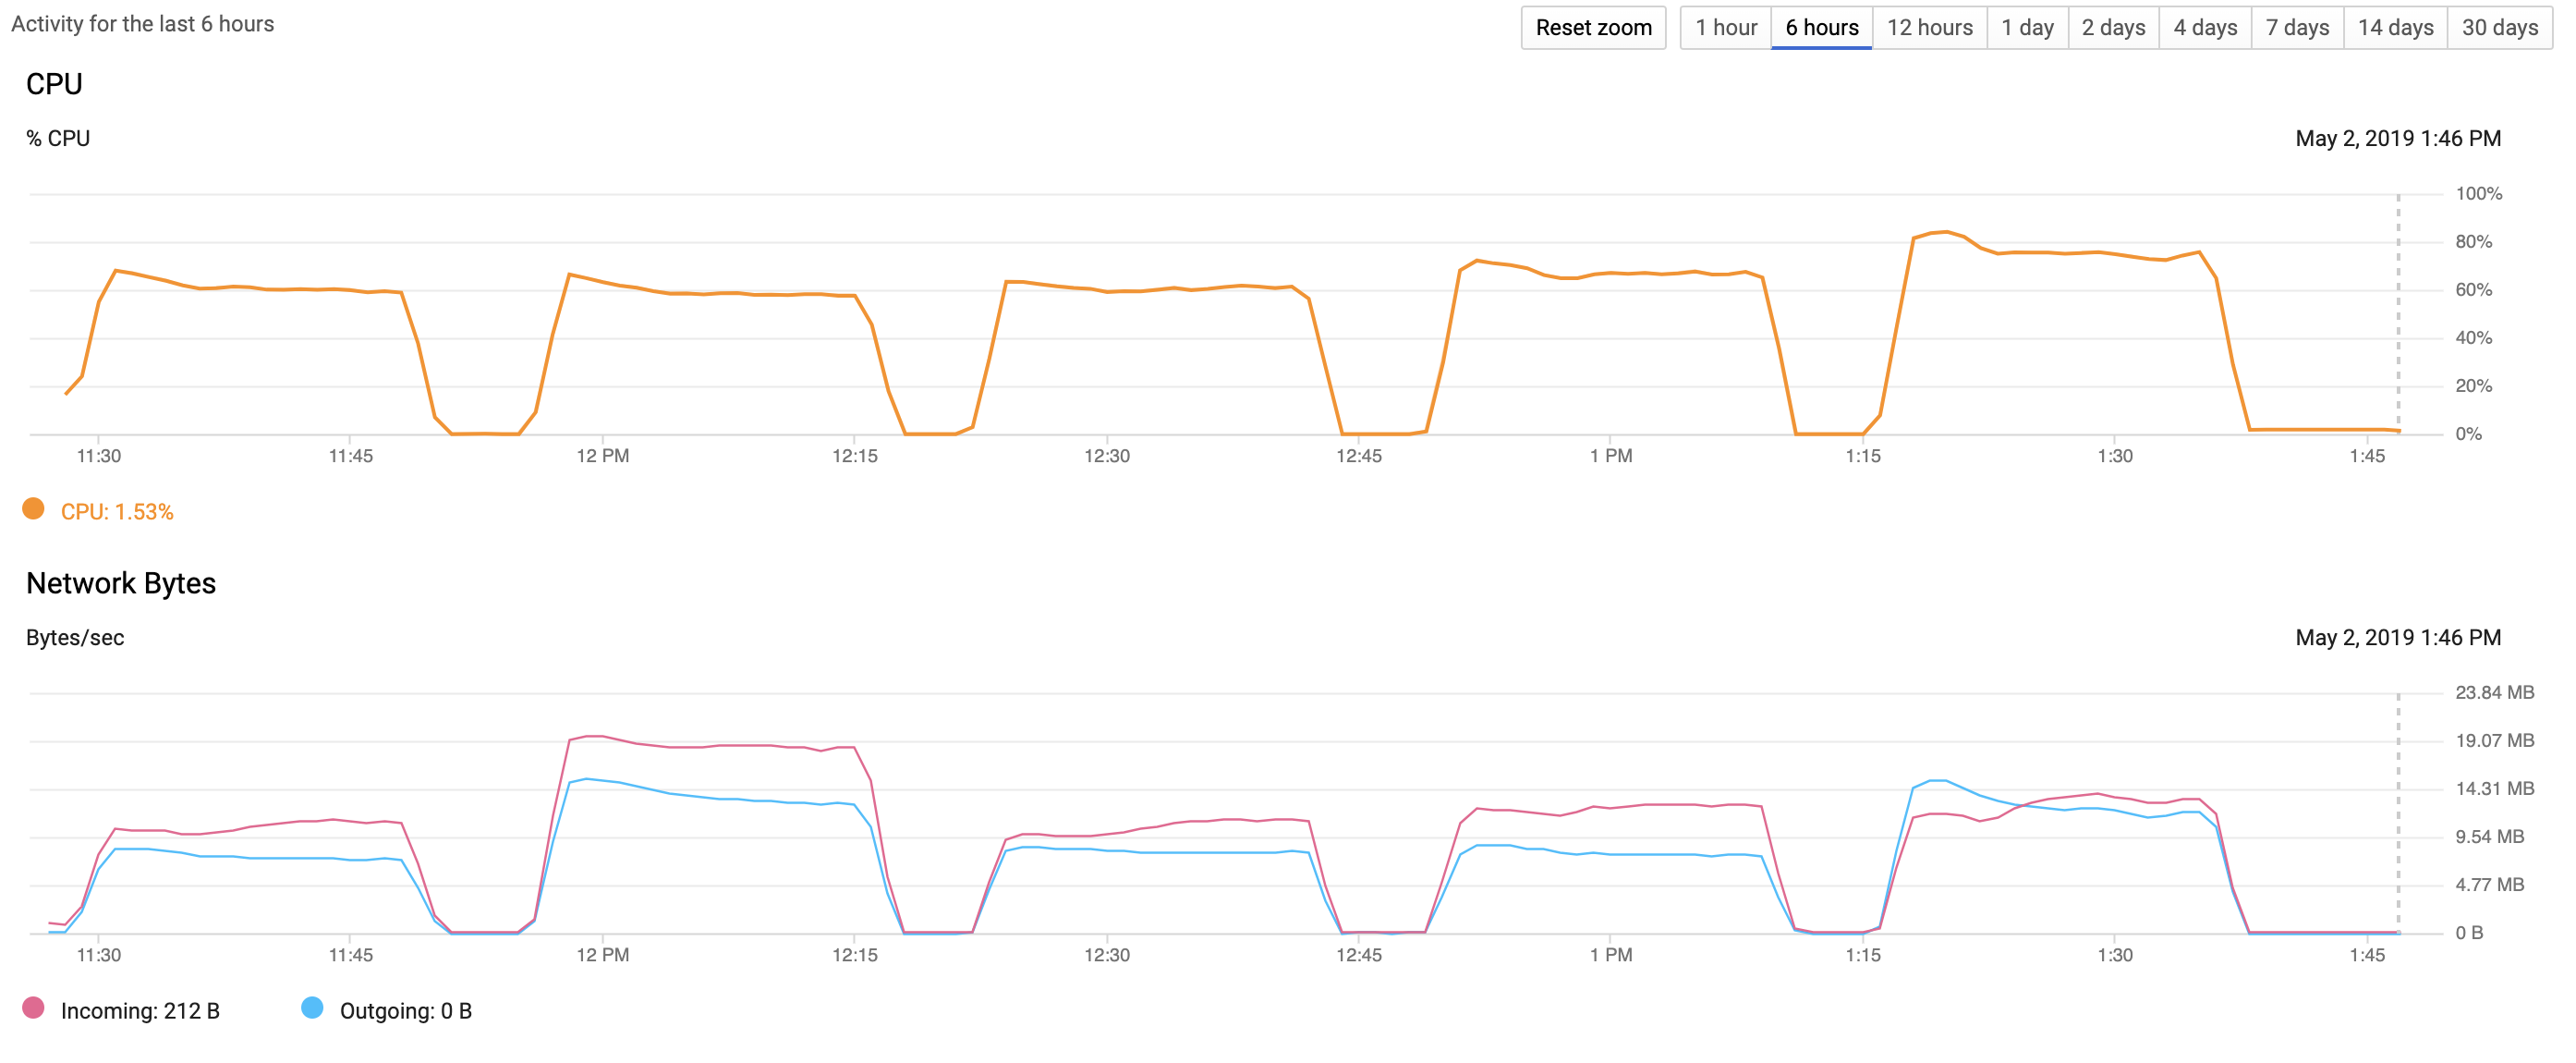 Activity for the last 6 hours
Reset zoom 1 hour 6 hours 12 hours 1 day 2 days 4 days 7 days 14 days 30 days
CPU
% CPU May 2, 2019 1:46 PM
100%
80%
60%
40%
20%
0%
11:30 11:45 12 PM 12:15 12:30 12:45 1 PM 1:15 1:30 1:45
CPU: 1.53%
Network Bytes
Bytes/sec May 2, 2019 1:46 PM
23.84 MB
19.07 MB
14.31 MB
9.54 MB
4.77 MB
0 B
11:30 11:45 12 PM 12:15 12:30 12:45 1 PM 1:15 1:30 1:45
Incoming: 212 B Outgoing: 0 B